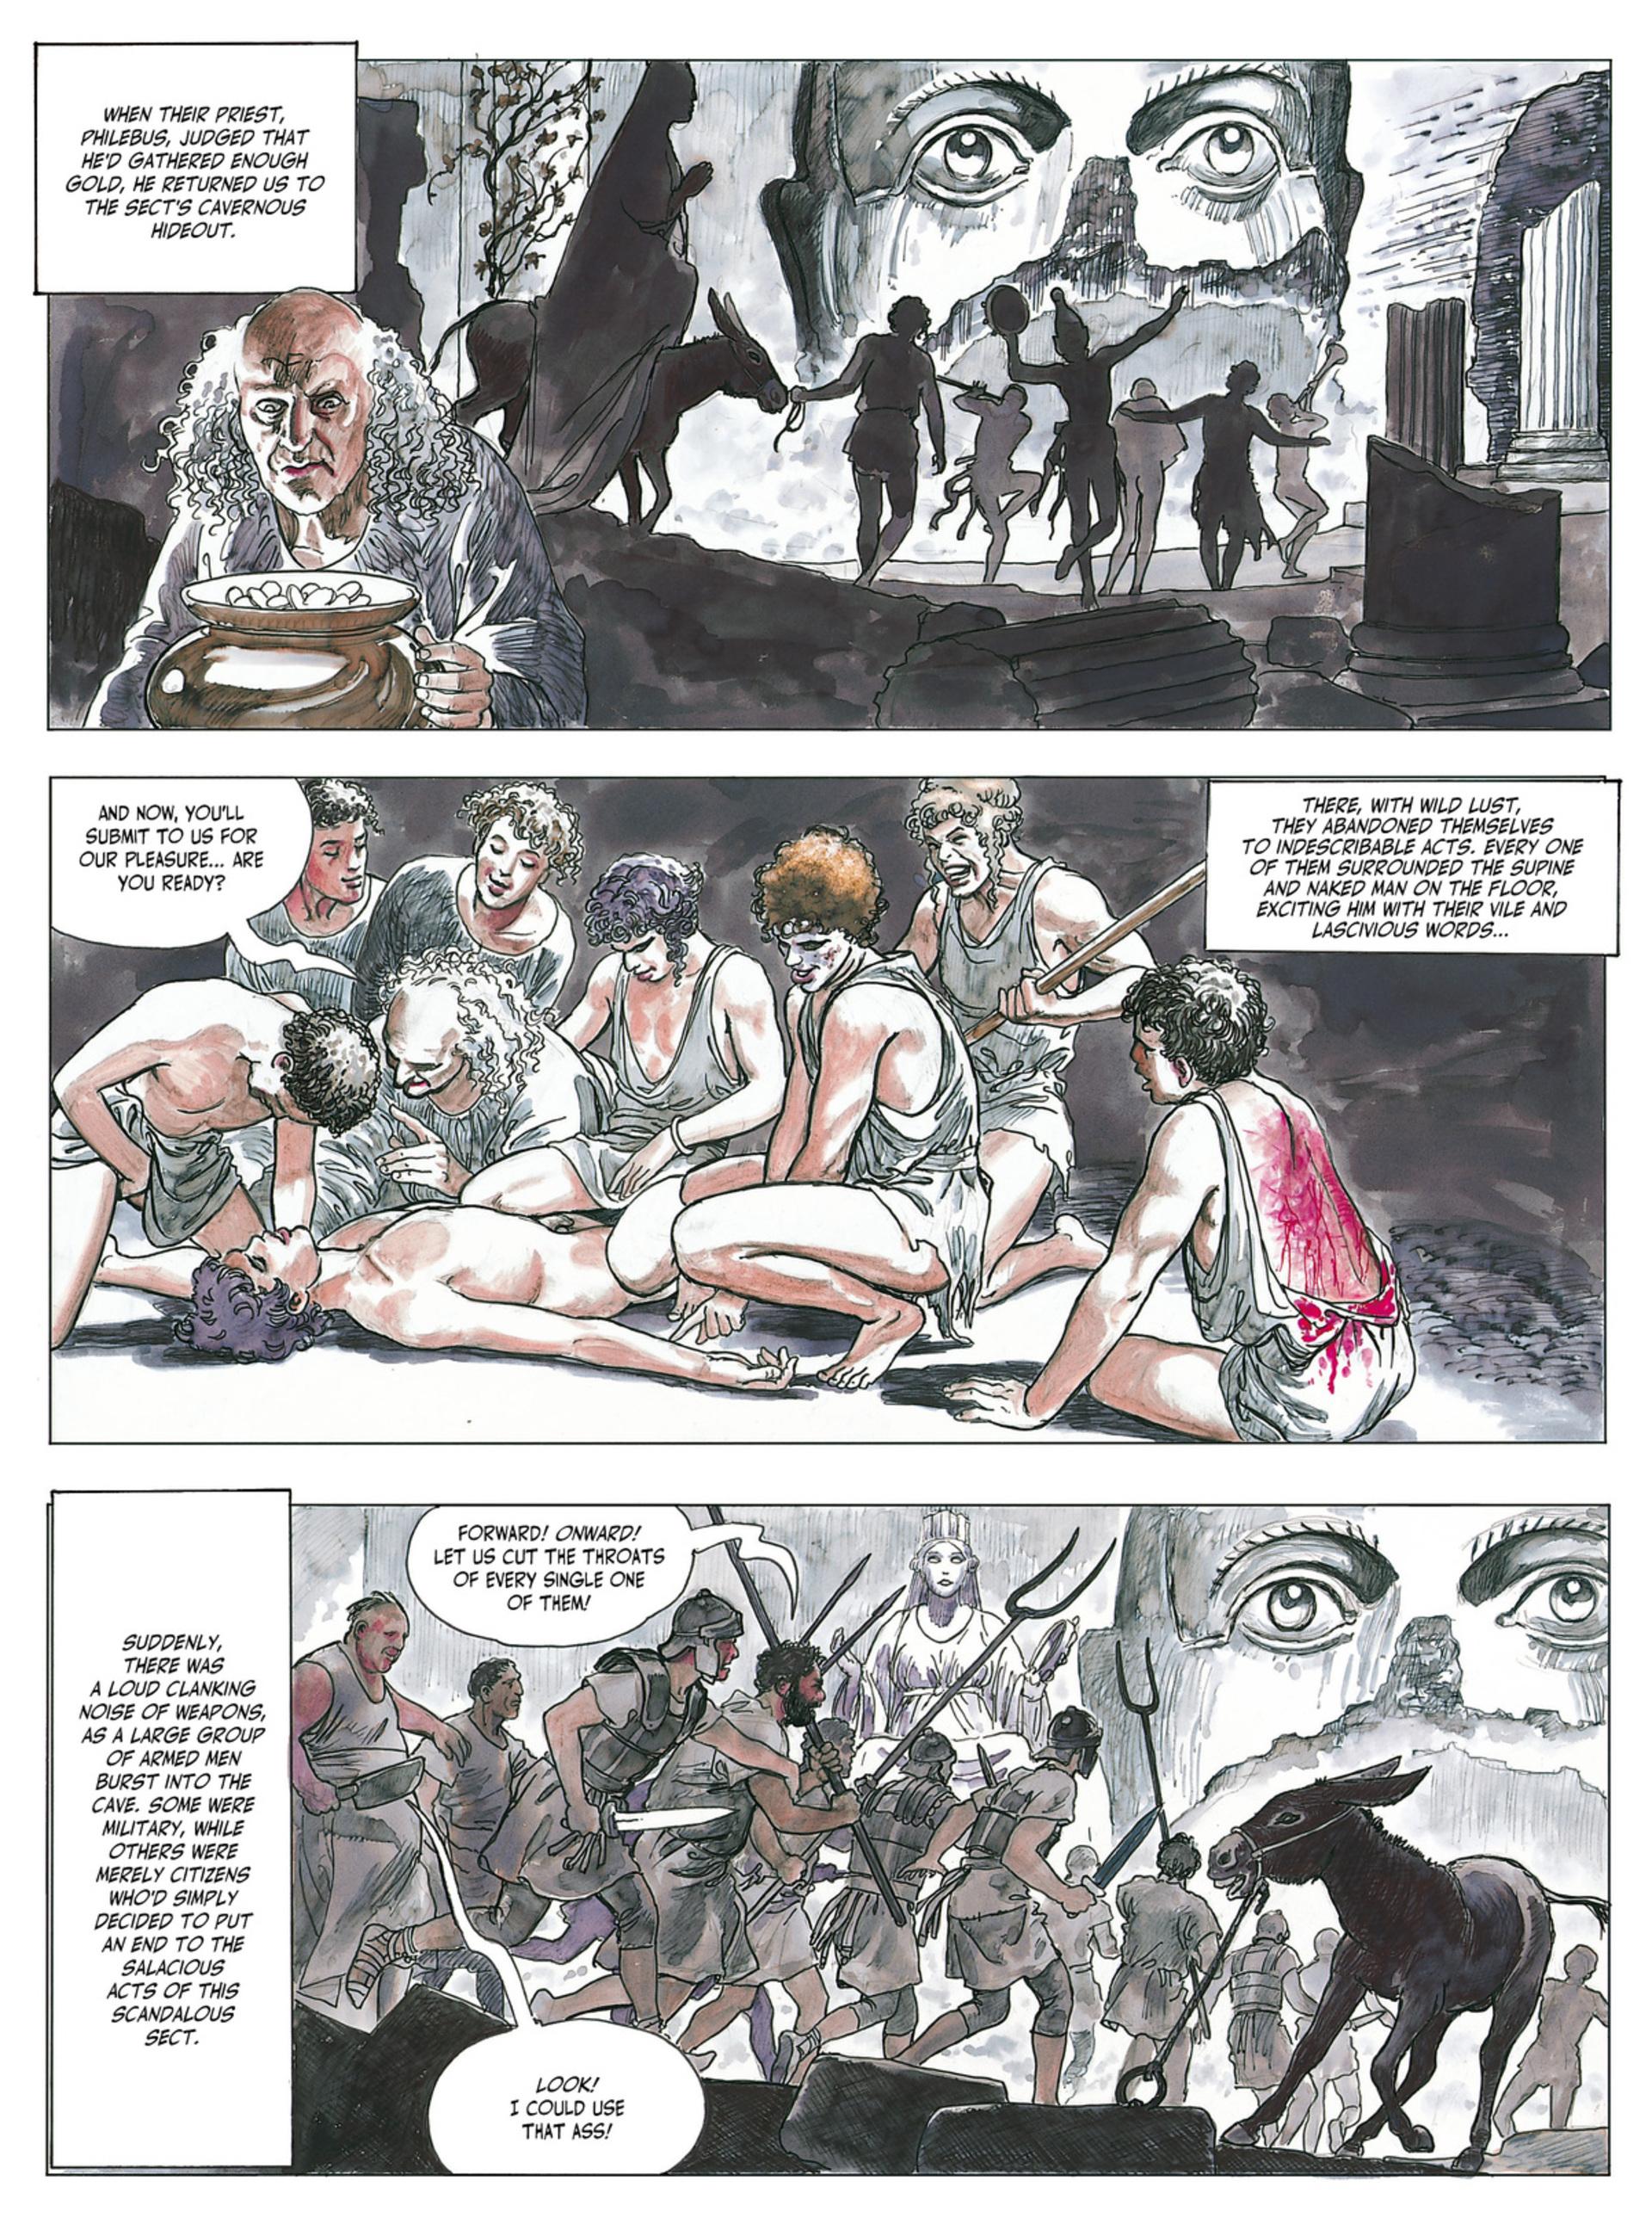 WHEN THEIR PRIEST,
PHILEBUS, JUDGED THAT
HE'D GATHERED ENOUGH
GOLD, HE RETURNED US TO
THE SECT'S CAVERNOUS
HIDEOUT.
AND NOW, YOU'LL
SUBMIT TO US FOR
OUR PLEASURE... ARE
YOU READY?
THERE, WITH WILD LUST,
THEY ABANDONED THEMSELVES
TO INDESCRIBABLE ACTS. EVERY ONE
OF THEM SURROUNDED THE SUPINE
AND NAKED MAN ON THE FLOOR,
EXCITING HIM WITH THEIR VILE AND
LASCIVIOUS WORDS...
SUDDENLY,
THERE WAS
A LOUD CLANKING
NOISE OF WEAPONS,
AS A LARGE GROUP
OF ARMED MEN
BURST INTO THE
CAVE. SOME WERE
MILITARY, WHILE
OTHERS WERE
MERELY CITIZENS
WHO'D SIMPLY
DECIDED TO PUT
AN END TO THE
SALACIOUS
ACTS OF THIS
SCANDALOUS
SECT.
FORWARD! ONWARD!
LET US CUT THE THROATS
OF EVERY SINGLE ONE
OF THEM!
LOOK!
I COULD USE
THAT ASS!